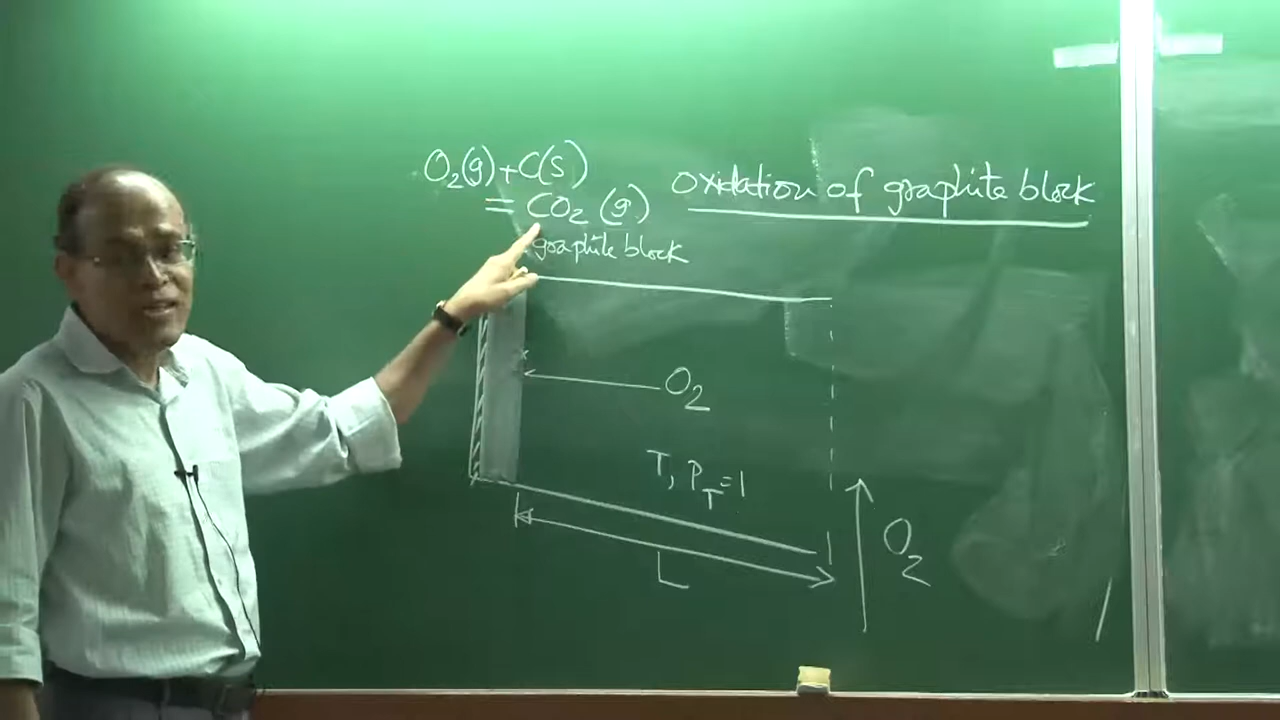 O₂(g) + C(s)
= CO₂ (g)
Oxidation of graphite block
graphite block
O₂
T, P_T = 1
L
O₂